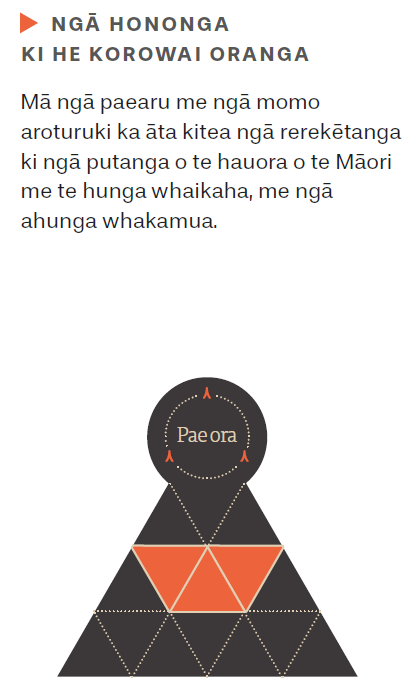 NGĀ HONONGA
KI HE KOROWAI ORANGA
Mā ngā paearu me ngā momo
aroturuki ka āta kitea ngā rerekētanga
ki ngā putanga o te hauora o te Māori
me te hunga whaikaha, me ngā
ahunga whakamua.
Pae ora